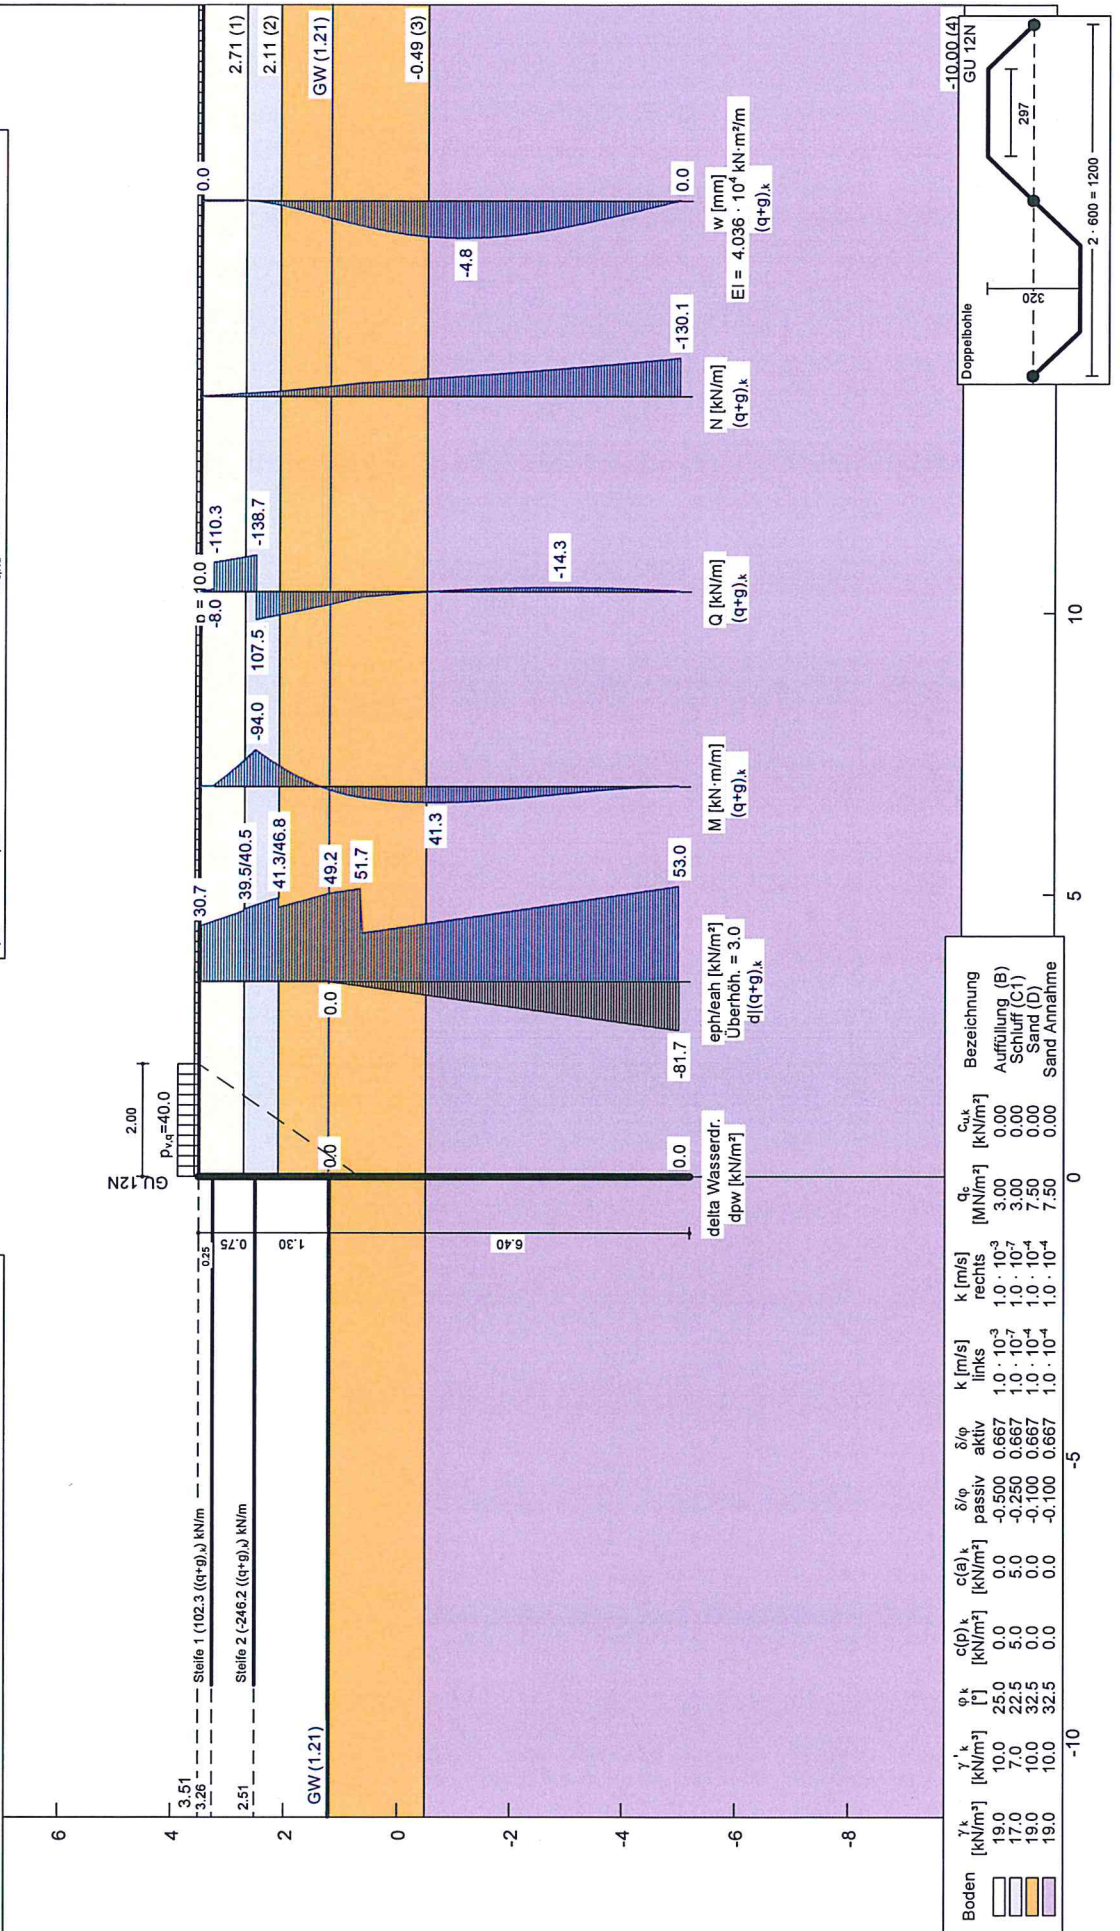 6
4
2
0
-2
-4
-6
-8
3.51
3.26
2.51
GW (1.21)
Steife 1 (102.3 ((q+g),k) kN/m
Steife 2 (-246.2 ((q+g),k) kN/m
0.25
0.75
1.30
6.40
GU 12N
2.00
pv,q=40.0
0.0
0.0
delta Wasserdr.
dpw [kN/m²]
30.7
39.5/40.5
41.3/46.8
49.2
51.7
0.0
53.0
-81.7
eph/eah [kN/m²]
Überhöh. = 3.0
d|(q+g),k
-94.0
41.3
M [kN·m/m]
(q+g),k
p = 10.0
-8.0
-110.3
-138.7
107.5
-14.3
Q [kN/m]
(q+g),k
-130.1
N [kN/m]
(q+g),k
0.0
-4.8
0.0
w [mm]
EI = 4.036 · 10⁴ kN·m²/m
(q+g),k
2.71 (1)
2.11 (2)
GW (1.21)
-0.49 (3)
-10.00 (4)
GU 12N
Doppelbohle
297
320
2 · 600 = 1200
Boden γk [kN/m³] γ'k [kN/m³] φk [°] c(p)k [kN/m²] c(a)k [kN/m²] δ/φ passiv δ/φ aktiv k [m/s] links k [m/s] rechts qc [MN/m²] cu,k [kN/m²] Bezeichnung
19.0 10.0 25.0 0.0 0.0 -0.500 0.667 1.0 · 10⁻³ 1.0 · 10⁻³ 3.00 0.00 Auffüllung (B)
17.0 7.0 22.5 5.0 5.0 -0.250 0.667 1.0 · 10⁻⁷ 1.0 · 10⁻⁷ 3.00 0.00 Schluff (C1)
19.0 10.0 32.5 0.0 0.0 -0.100 0.667 1.0 · 10⁻⁴ 1.0 · 10⁻⁴ 7.50 0.00 Sand (D)
19.0 10.0 32.5 0.0 0.0 -0.100 0.667 1.0 · 10⁻⁴ 1.0 · 10⁻⁴ 7.50 0.00 Sand Annahme
-10
-5
0
5
10